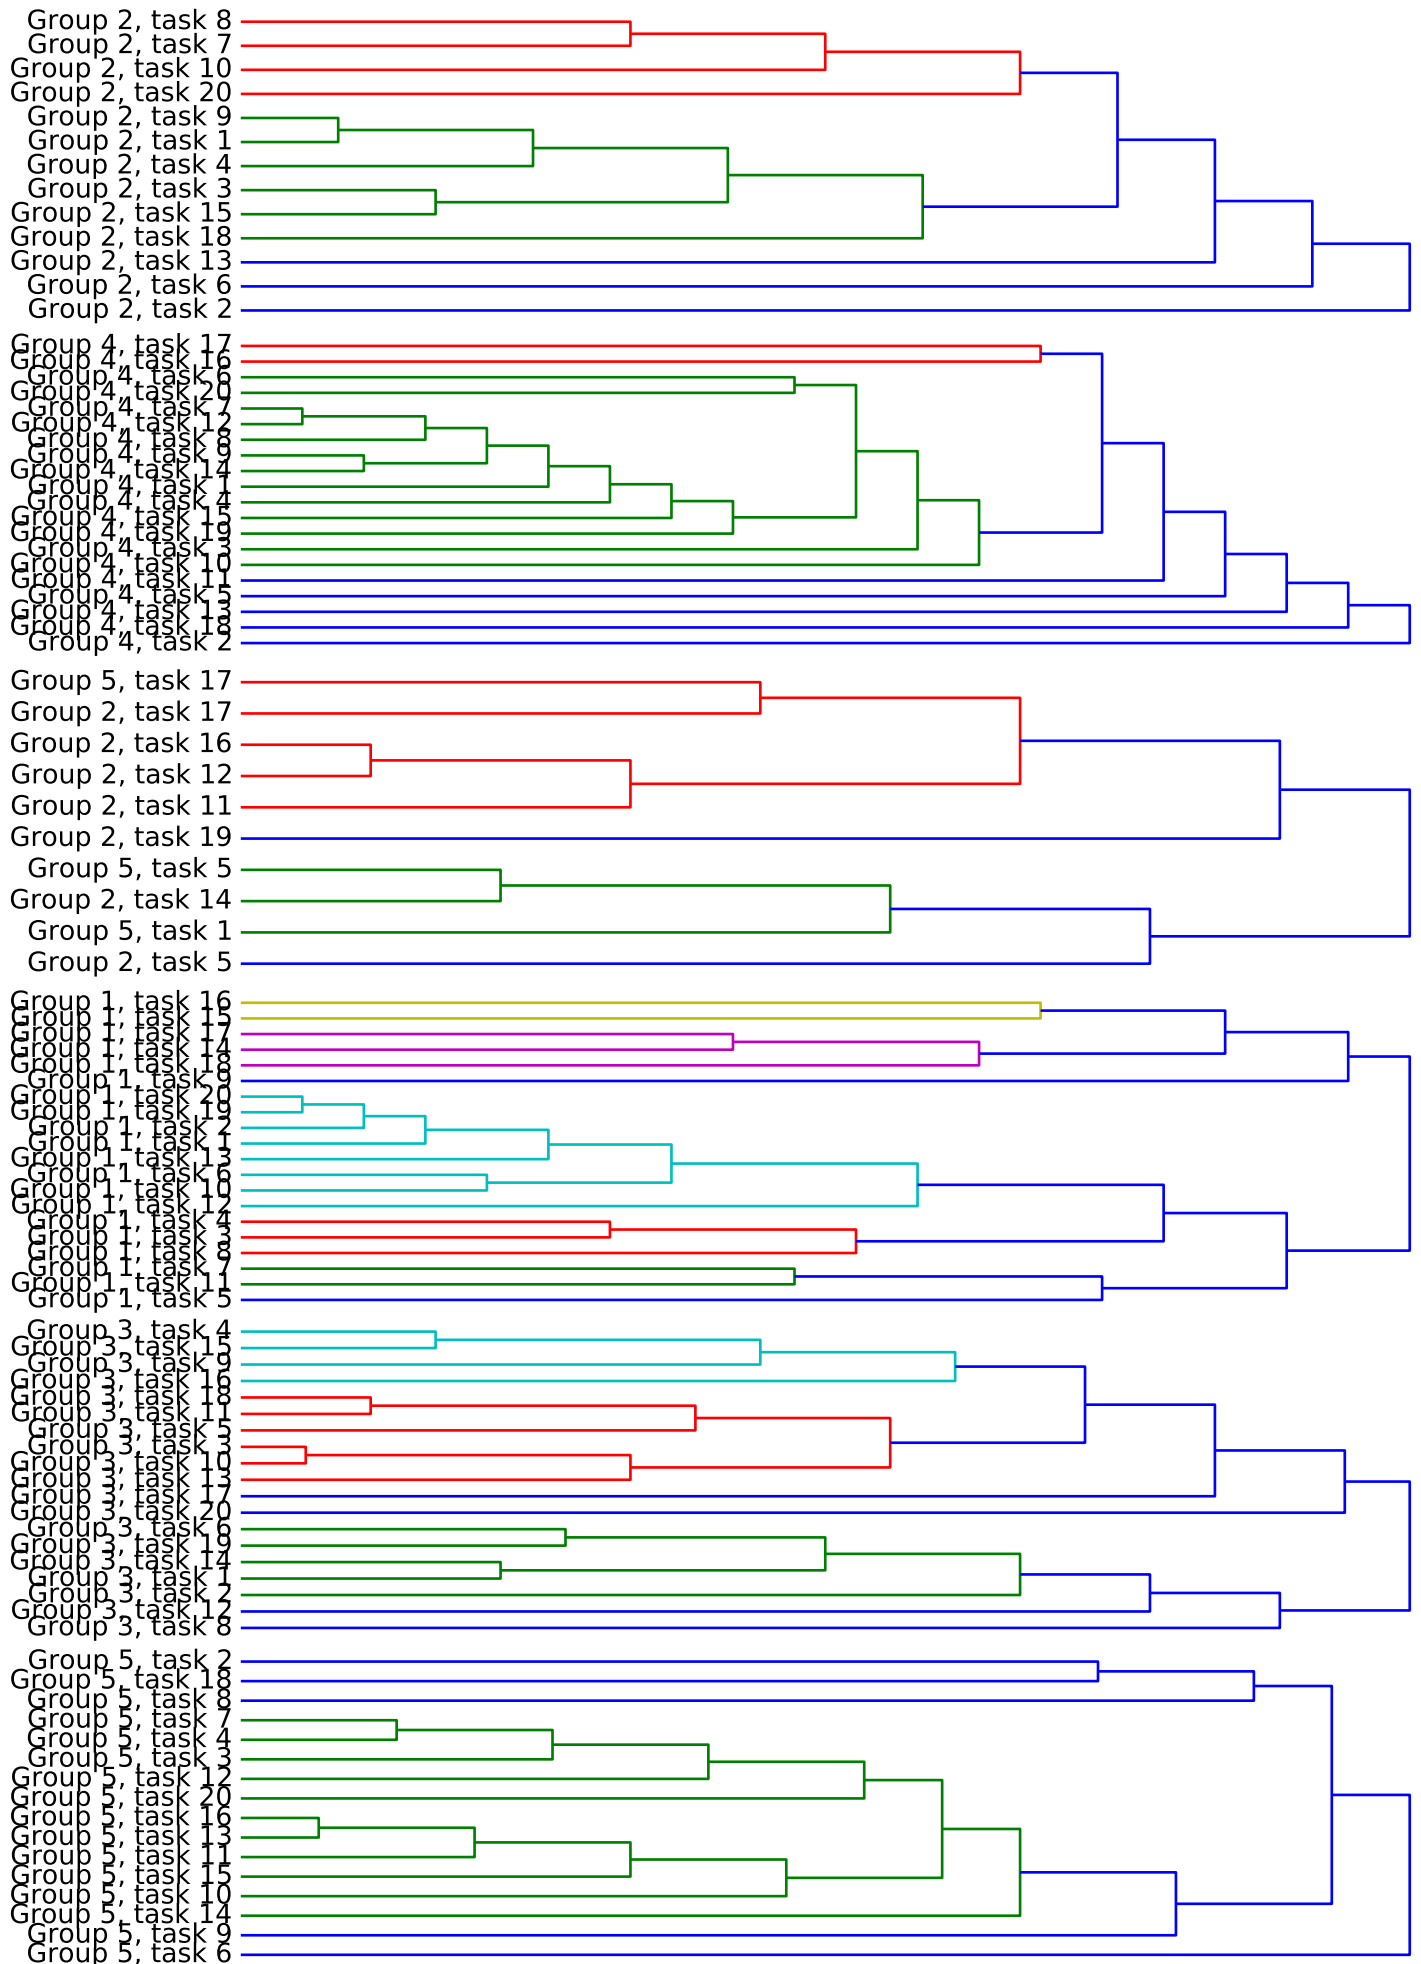 Group 2, task 8
Group 2, task 7
Group 2, task 10
Group 2, task 20
Group 2, task 9
Group 2, task 1
Group 2, task 4
Group 2, task 3
Group 2, task 15
Group 2, task 18
Group 2, task 13
Group 2, task 6
Group 2, task 2
Group 4, task 17
Group 4, task 16
Group 4, task 6
Group 4, task 20
Group 4, task 7
Group 4, task 12
Group 4, task 8
Group 4, task 9
Group 4, task 14
Group 4, task 1
Group 4, task 4
Group 4, task 15
Group 4, task 19
Group 4, task 3
Group 4, task 10
Group 4, task 11
Group 4, task 5
Group 4, task 13
Group 4, task 18
Group 4, task 2
Group 5, task 17
Group 2, task 17
Group 2, task 16
Group 2, task 12
Group 2, task 11
Group 2, task 19
Group 5, task 5
Group 2, task 14
Group 5, task 1
Group 2, task 5
Group 1, task 16
Group 1, task 15
Group 1, task 17
Group 1, task 14
Group 1, task 18
Group 1, task 9
Group 1, task 20
Group 1, task 19
Group 1, task 2
Group 1, task 1
Group 1, task 13
Group 1, task 6
Group 1, task 10
Group 1, task 12
Group 1, task 4
Group 1, task 3
Group 1, task 8
Group 1, task 7
Group 1, task 11
Group 1, task 5
Group 3, task 4
Group 3, task 15
Group 3, task 9
Group 3, task 16
Group 3, task 18
Group 3, task 11
Group 3, task 5
Group 3, task 3
Group 3, task 10
Group 3, task 13
Group 3, task 17
Group 3, task 20
Group 3, task 6
Group 3, task 19
Group 3, task 14
Group 3, task 1
Group 3, task 2
Group 3, task 12
Group 3, task 8
Group 5, task 2
Group 5, task 18
Group 5, task 8
Group 5, task 7
Group 5, task 4
Group 5, task 3
Group 5, task 12
Group 5, task 20
Group 5, task 16
Group 5, task 13
Group 5, task 11
Group 5, task 15
Group 5, task 10
Group 5, task 14
Group 5, task 9
Group 5, task 6